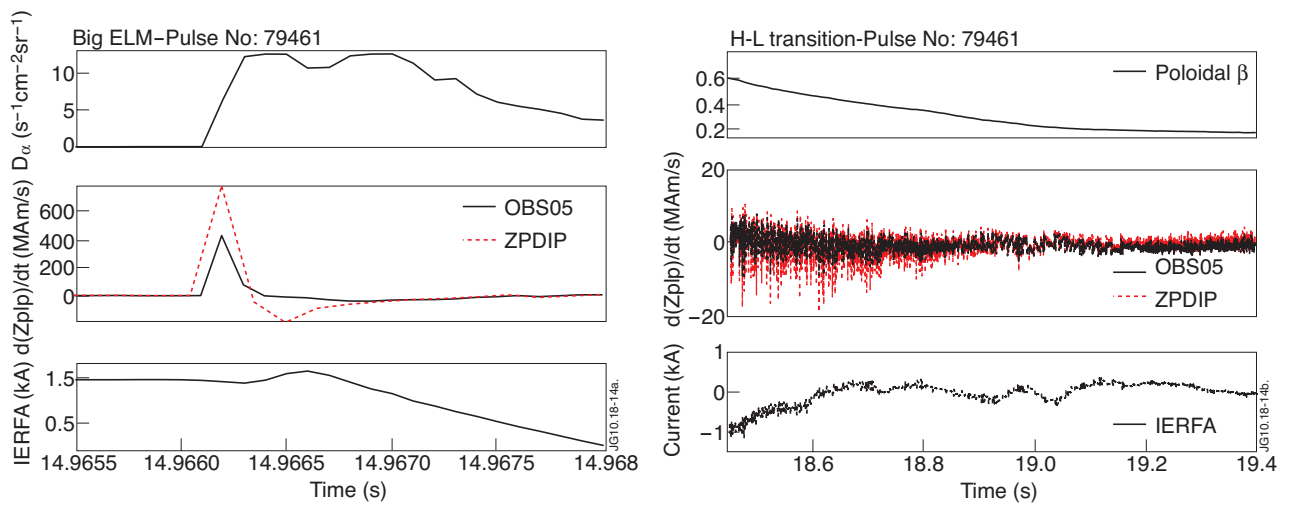 Big ELM–Pulse No: 79461
Dα (s−1cm−2sr−1)
10
5
0
d(ZpIp)/dt (MAm/s)
600
400
200
0
OBS05
ZPDIP
IERFA (kA)
1.5
0.5
14.9655
14.9660
14.9665
14.9670
14.9675
14.968
Time (s)
JG10.18-14a.
H-L transition-Pulse No: 79461
0.6
0.4
0.2
Poloidal β
d(ZpIp)/dt (MAm/s)
20
0
−20
OBS05
ZPDIP
Current (kA)
1
0
−1
IERFA
18.6
18.8
19.0
19.2
19.4
Time (s)
JG10.18-14b.